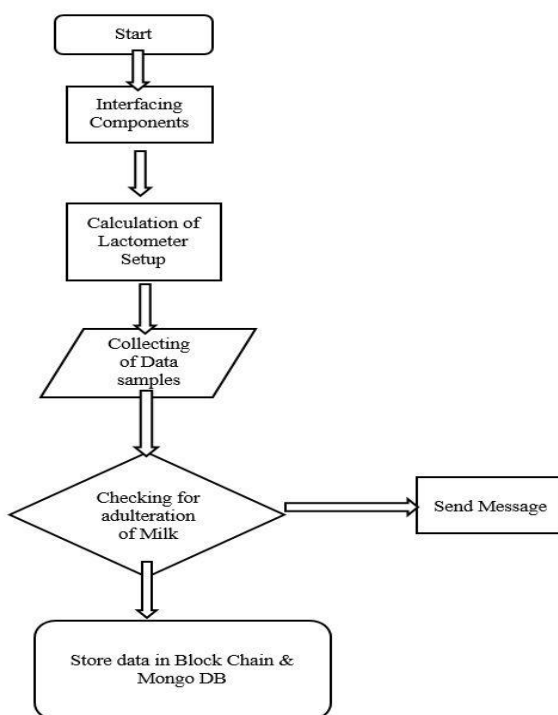 Start
Interfacing
Components
Calculation of
Lactometer
Setup
Collecting
of Data
samples
Checking for
adulteration
of Milk
Send Message
Store data in Block Chain &
Mongo DB